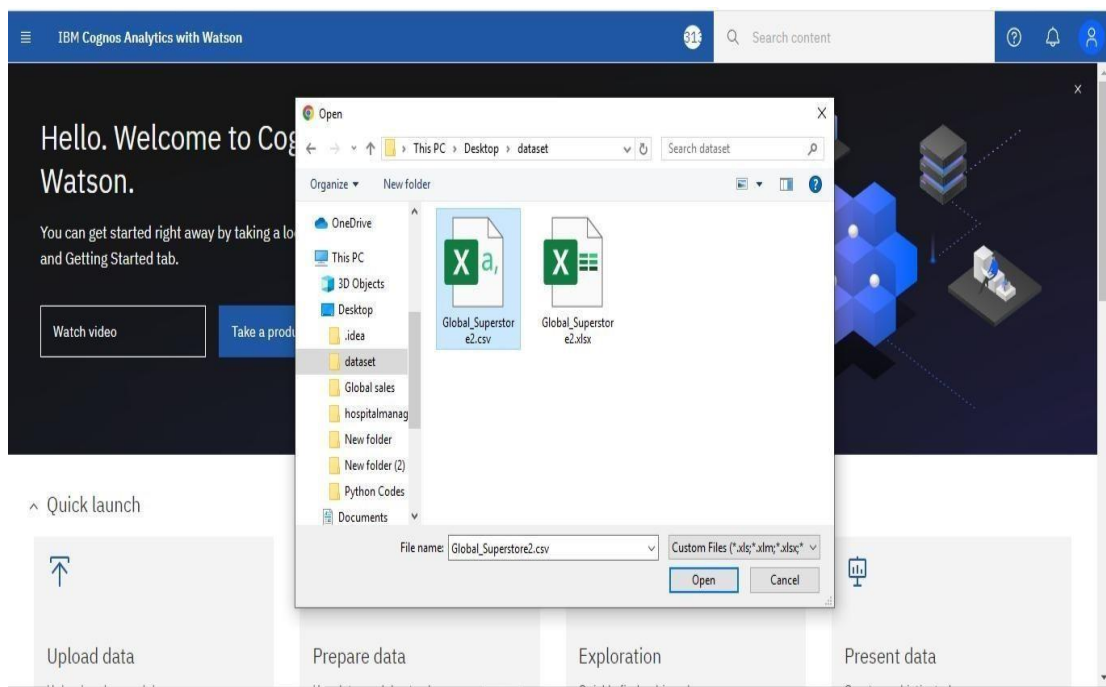 IBM Cognos Analytics with Watson
313
Search content
Hello. Welcome to Cog
Watson.
You can get started right away by taking a lo
and Getting Started tab.
Watch video
Take a produ
Open
This PC > Desktop > dataset
Search dataset
Organize
New folder
OneDrive
This PC
3D Objects
Desktop
.idea
dataset
Global sales
hospitalmanag
New folder
New folder (2)
Python Codes
Documents
Global_Superstor
e2.csv
Global_Superstor
e2.xlsx
File name: Global_Superstore2.csv
Custom Files (*.xls;*.xlm;*.xlsx;*
Open
Cancel
Quick launch
Upload data
Prepare data
Exploration
Present data